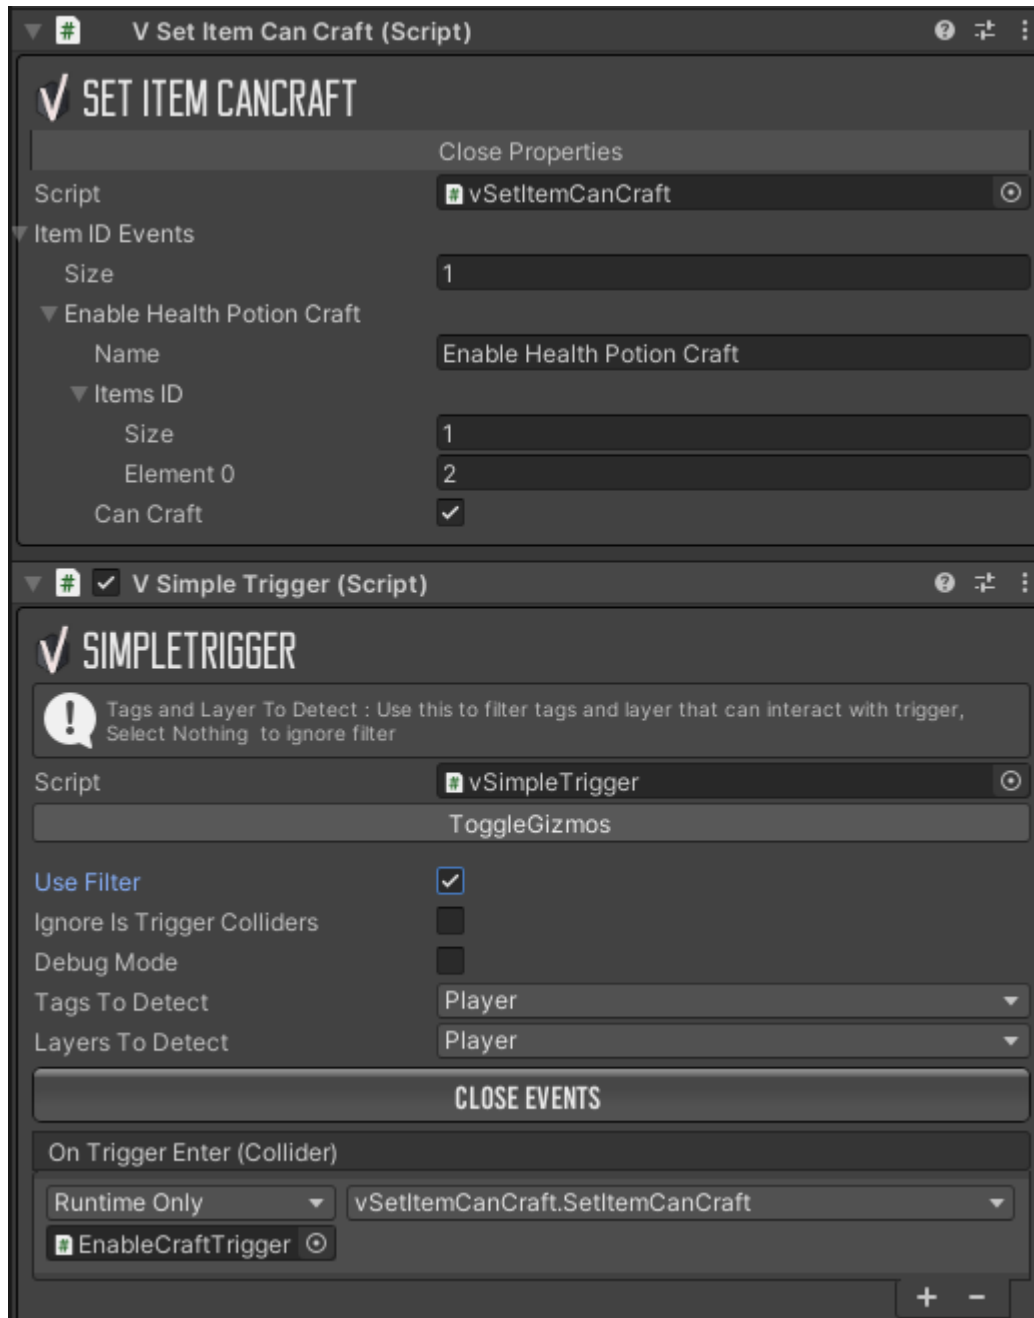 V Set Item Can Craft (Script)
SET ITEM CANCRAFT
Close Properties
Script vSetItemCanCraft
Item ID Events
Size 1
Enable Health Potion Craft
Name Enable Health Potion Craft
Items ID
Size 1
Element 0 2
Can Craft
V Simple Trigger (Script)
SIMPLETRIGGER
Tags and Layer To Detect : Use this to filter tags and layer that can interact with trigger,
Select Nothing to ignore filter
Script vSimpleTrigger
ToggleGizmos
Use Filter
Ignore Is Trigger Colliders
Debug Mode
Tags To Detect Player
Layers To Detect Player
CLOSE EVENTS
On Trigger Enter (Collider)
Runtime Only vSetItemCanCraft.SetItemCanCraft
EnableCraftTrigger
+ −